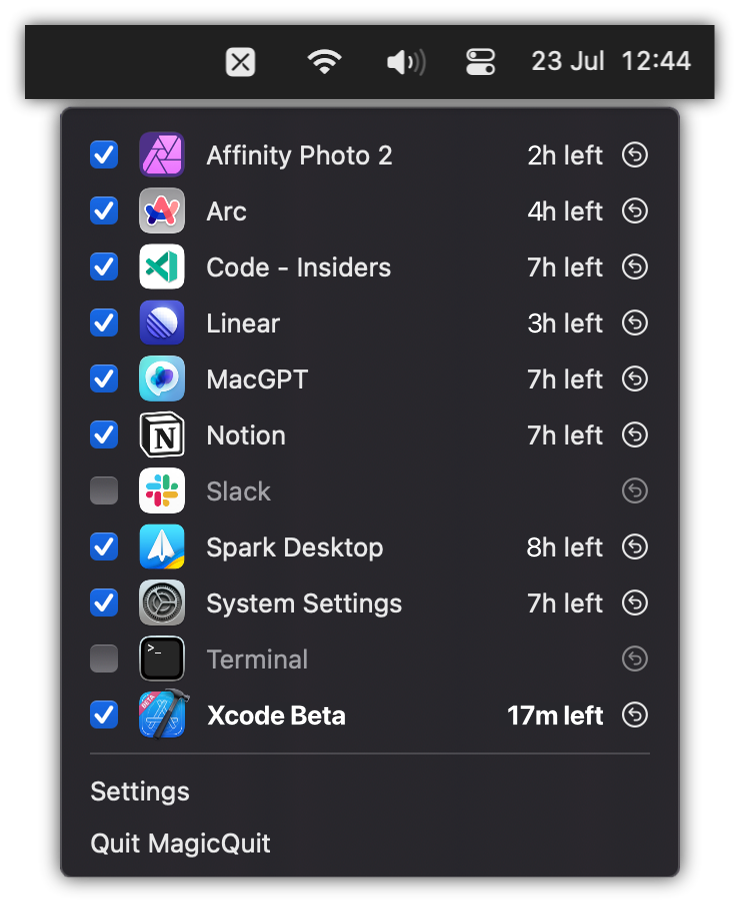 23 Jul 12:44
Affinity Photo 2 2h left
Arc 4h left
Code - Insiders 7h left
Linear 3h left
MacGPT 7h left
N Notion 7h left
Slack
Spark Desktop 8h left
System Settings 7h left
>_ Terminal
BETA Xcode Beta 17m left
Settings
Quit MagicQuit